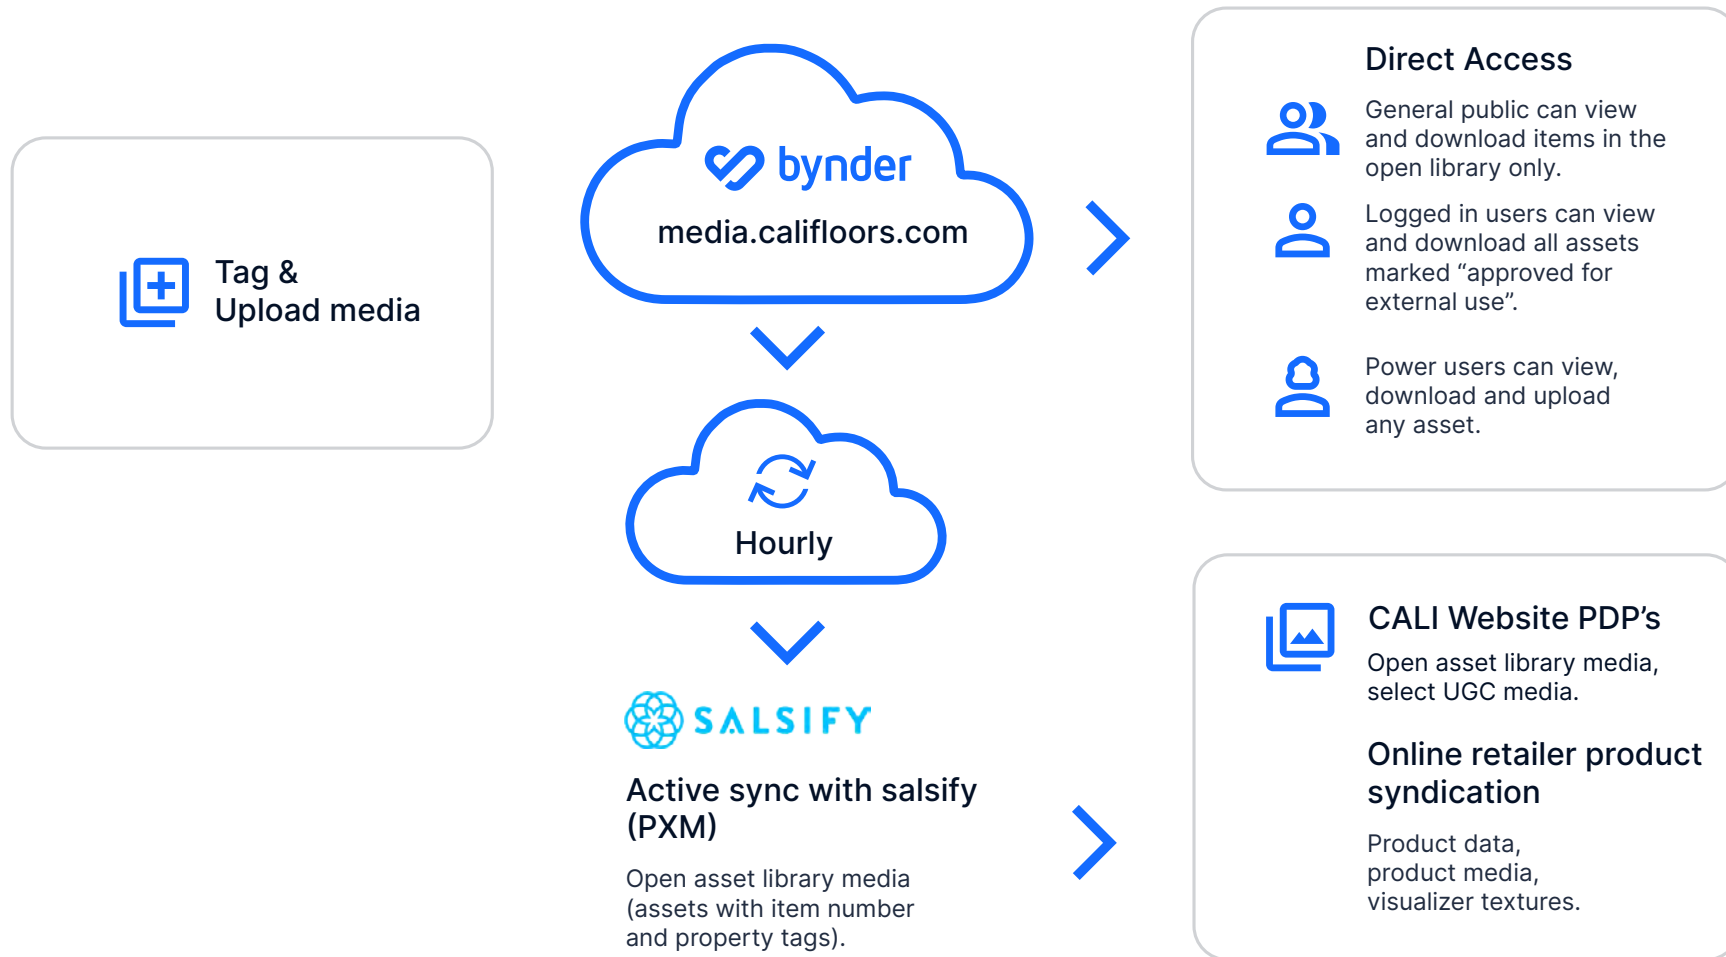 Tag &
Upload media
bynder
media.califloors.com
Hourly
SALSIFY
Active sync with salsify
(PXM)
Open asset library media
(assets with item number
and property tags).
Direct Access
General public can view
and download items in the
open library only.
Logged in users can view
and download all assets
marked “approved for
external use”.
Power users can view,
download and upload
any asset.
CALI Website PDP’s
Open asset library media,
select UGC media.
Online retailer product
syndication
Product data,
product media,
visualizer textures.